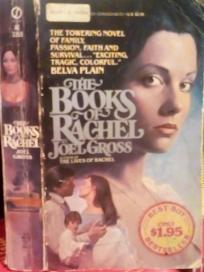 THE TOWERING NOVEL
OF FAMILY,
PASSION, FAITH AND
SURVIVAL... "EXCITING,
TRAGIC, COLORFUL."
BELVA PLAIN
THE
BOOKS
OF
RACHEL
JOEL GROSS
THE LIVES OF RACHEL
BEST BUY
ONLY
$1.95
BESTSELLERS
THE
BOOKS
OF
RACHEL
JOEL
GROSS